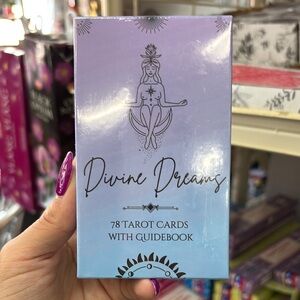 Divine Dreams
78 TAROT CARDS
WITH GUIDEBOOK